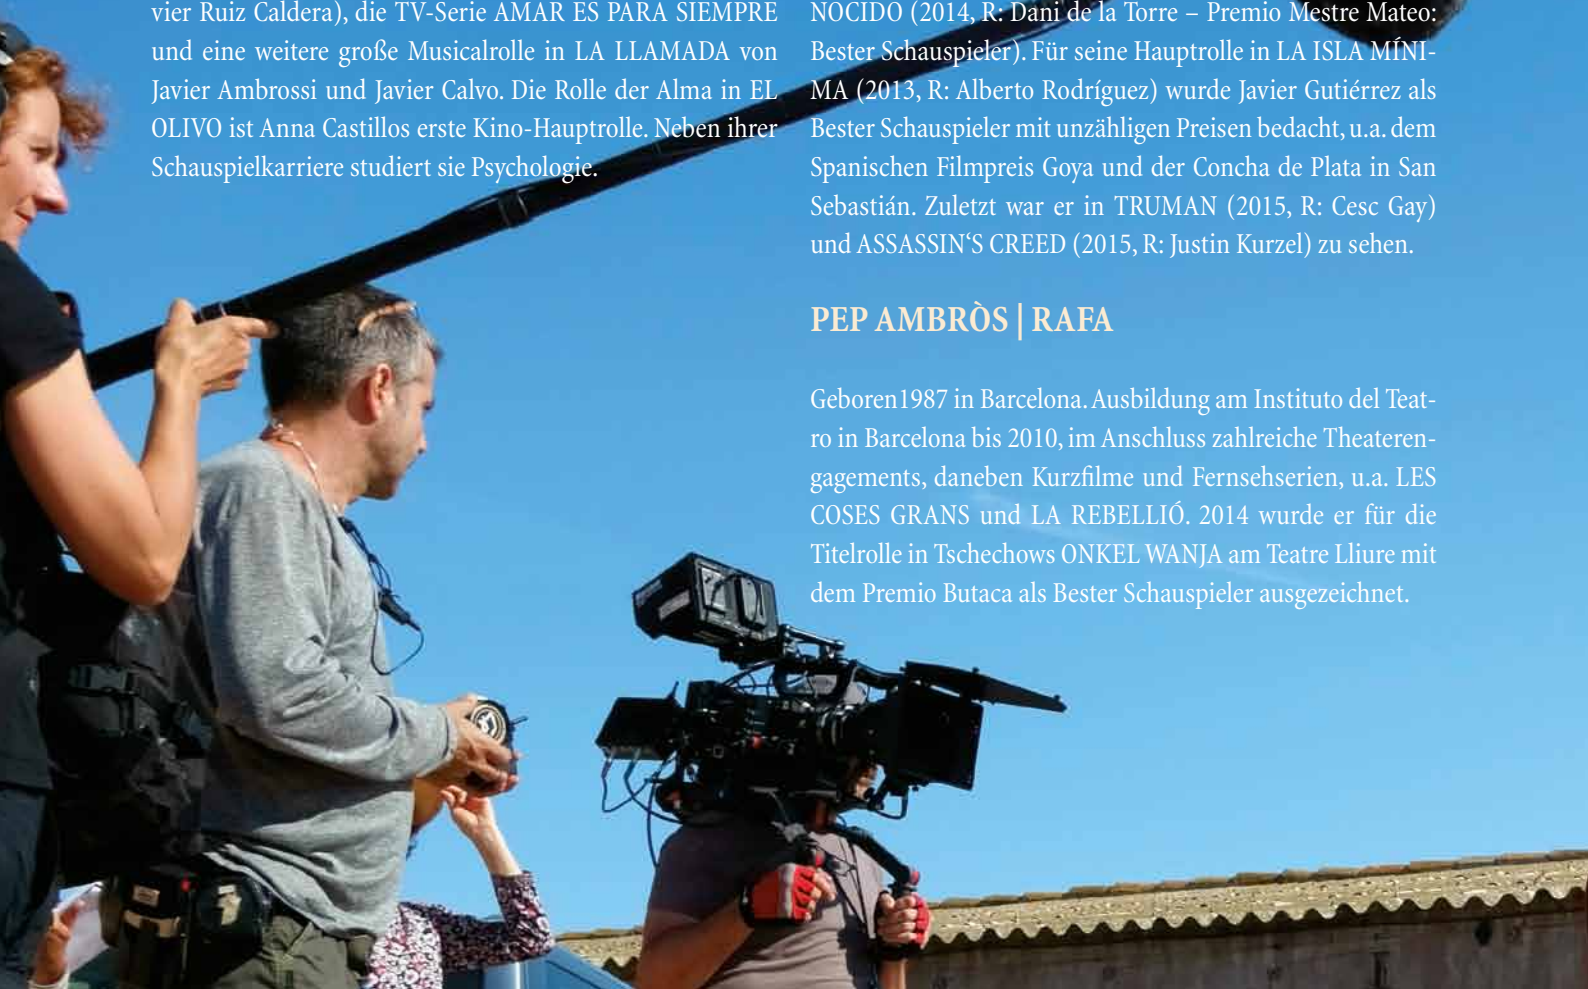 vier Ruiz Caldera), die TV-Serie AMAR ES PARA SIEMPRE
und eine weitere große Musicalrolle in LA LLAMADA von
Javier Ambrossi und Javier Calvo. Die Rolle der Alma in EL
OLIVO ist Anna Castillos erste Kino-Hauptrolle. Neben ihrer
Schauspielkarriere studiert sie Psychologie.
NOCIDO (2014, R: Dani de la Torre – Premio Mestre Mateo:
Bester Schauspieler). Für seine Hauptrolle in LA ISLA MÍNI-
MA (2013, R: Alberto Rodríguez) wurde Javier Gutiérrez als
Bester Schauspieler mit unzähligen Preisen bedacht, u.a. dem
Spanischen Filmpreis Goya und der Concha de Plata in San
Sebastián. Zuletzt war er in TRUMAN (2015, R: Cesc Gay)
und ASSASSIN‘S CREED (2015, R: Justin Kurzel) zu sehen.
PEP AMBRÒS | RAFA
Geboren1987 in Barcelona. Ausbildung am Instituto del Teat-
ro in Barcelona bis 2010, im Anschluss zahlreiche Theateren-
gagements, daneben Kurzfilme und Fernsehserien, u.a. LES
COSES GRANS und LA REBELLIÓ. 2014 wurde er für die
Titelrolle in Tschechows ONKEL WANJA am Teatre Lliure mit
dem Premio Butaca als Bester Schauspieler ausgezeichnet.